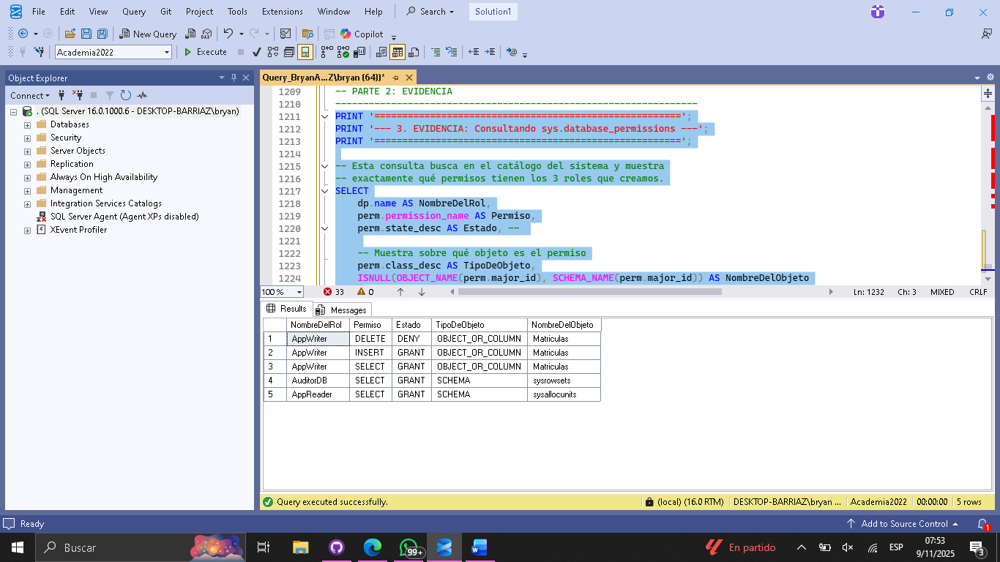 File Edit View Query Git Project Tools Extensions Window Help Search Solution1
New Query Copilot
Academia2022 Execute
Object Explorer
Connect
. (SQL Server 16.0.1000.6 - DESKTOP-BARRIAZ\bryan)
Databases
Security
Server Objects
Replication
Always On High Availability
Management
Integration Services Catalogs
SQL Server Agent (Agent XPs disabled)
XEvent Profiler
Query_BryanA...Z\bryan (64))*
1209 -- PARTE 2: EVIDENCIA
1210 -----------------------------------------------------------------
1211 PRINT '=======================================================';
1212 PRINT '--- 3. EVIDENCIA: Consultando sys.database_permissions ---';
1213 PRINT '=======================================================';
1214
1215 -- Esta consulta busca en el catálogo del sistema y muestra
1216 -- exactamente qué permisos tienen los 3 roles que creamos.
1217 SELECT
1218 dp.name AS NombreDelRol,
1219 perm.permission_name AS Permiso,
1220 perm.state_desc AS Estado, --
1221
1222 -- Muestra sobre qué objeto es el permiso
1223 perm.class_desc AS TipoDeObjeto,
1224 ISNULL(OBJECT_NAME(perm.major_id), SCHEMA_NAME(perm.major_id)) AS NombreDelObjeto
100 % 33 0 Ln: 1232 Ch: 3 MIXED CRLF
Results Messages
NombreDelRol Permiso Estado TipoDeObjeto NombreDelObjeto
1 AppWriter DELETE DENY OBJECT_OR_COLUMN Matriculas
2 AppWriter INSERT GRANT OBJECT_OR_COLUMN Matriculas
3 AppWriter SELECT GRANT OBJECT_OR_COLUMN Matriculas
4 AuditorDB SELECT GRANT SCHEMA sysrowsets
5 AppReader SELECT GRANT SCHEMA sysallocunits
Query executed successfully. (local) (16.0 RTM) DESKTOP-BARRIAZ\bryan ... Academia2022 00:00:00 5 rows
Ready Add to Source Control 1
Buscar 99+ En partido ESP 07:53
9/11/2025 3